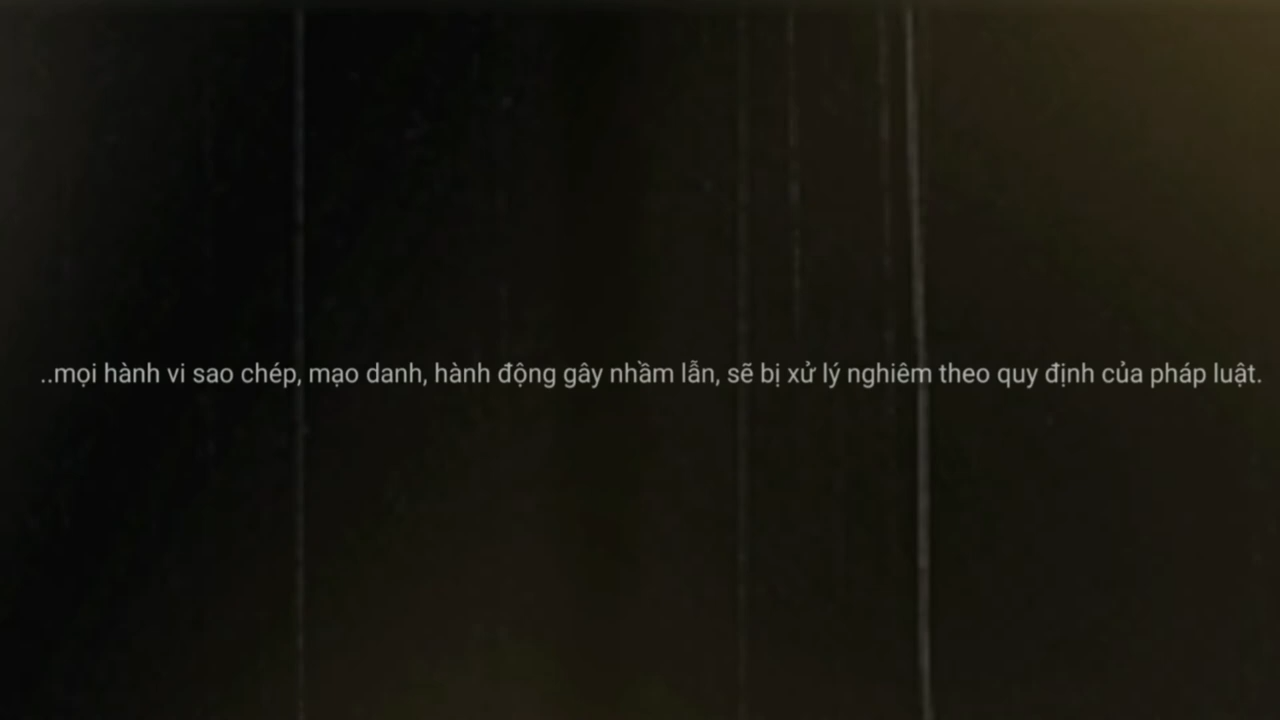 ..mọi hành vi sao chép, mạo danh, hành động gây nhầm lẫn, sẽ bị xử lý nghiêm theo quy định của pháp luật.